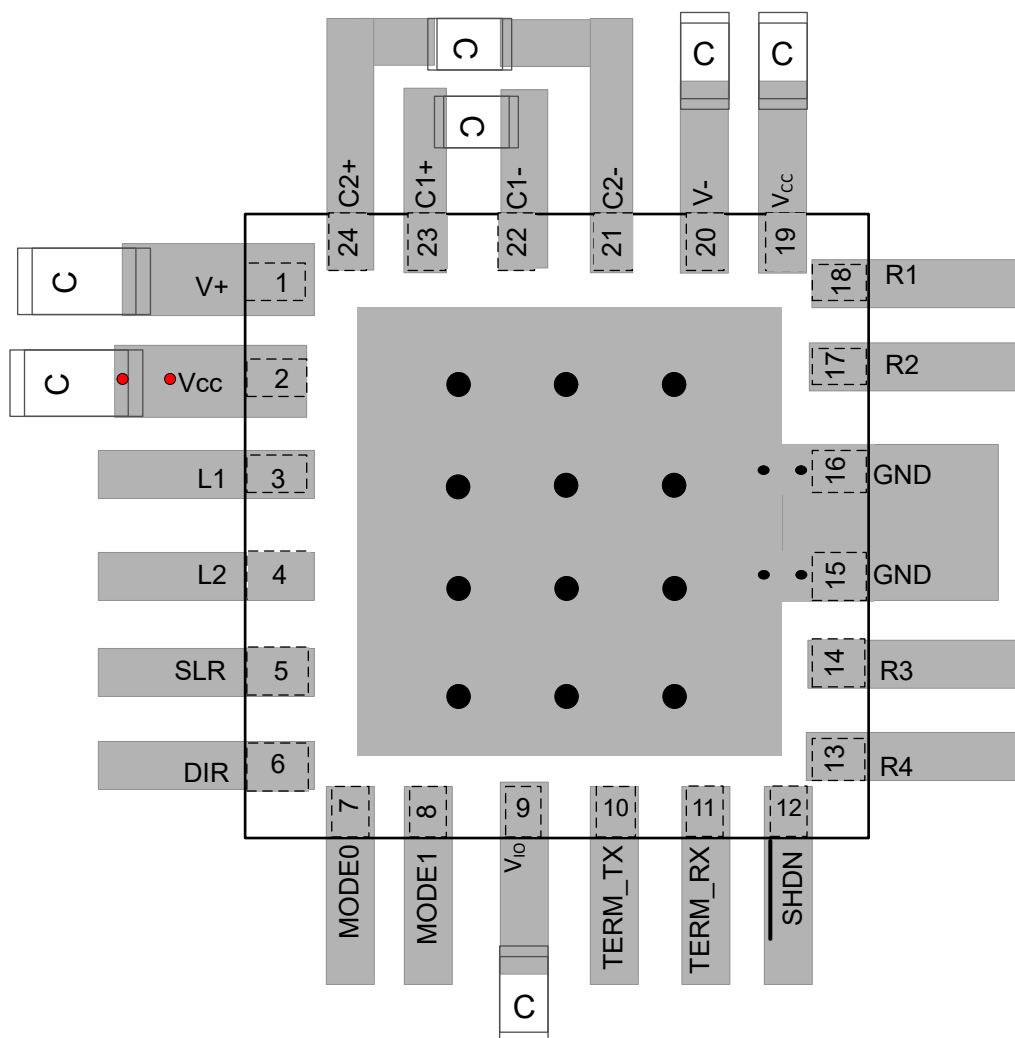 C
C
C
C
C2+
C1+
C1-
C2-
V-
Vcc
24
23
22
21
20
19
C
V+
1
18
R1
C
Vcc
2
17
R2
L1
3
16
GND
L2
4
15
GND
SLR
5
14
R3
DIR
6
13
R4
7
8
9
10
11
12
MODE0
MODE1
VIO
TERM_TX
TERM_RX
SHDN
C